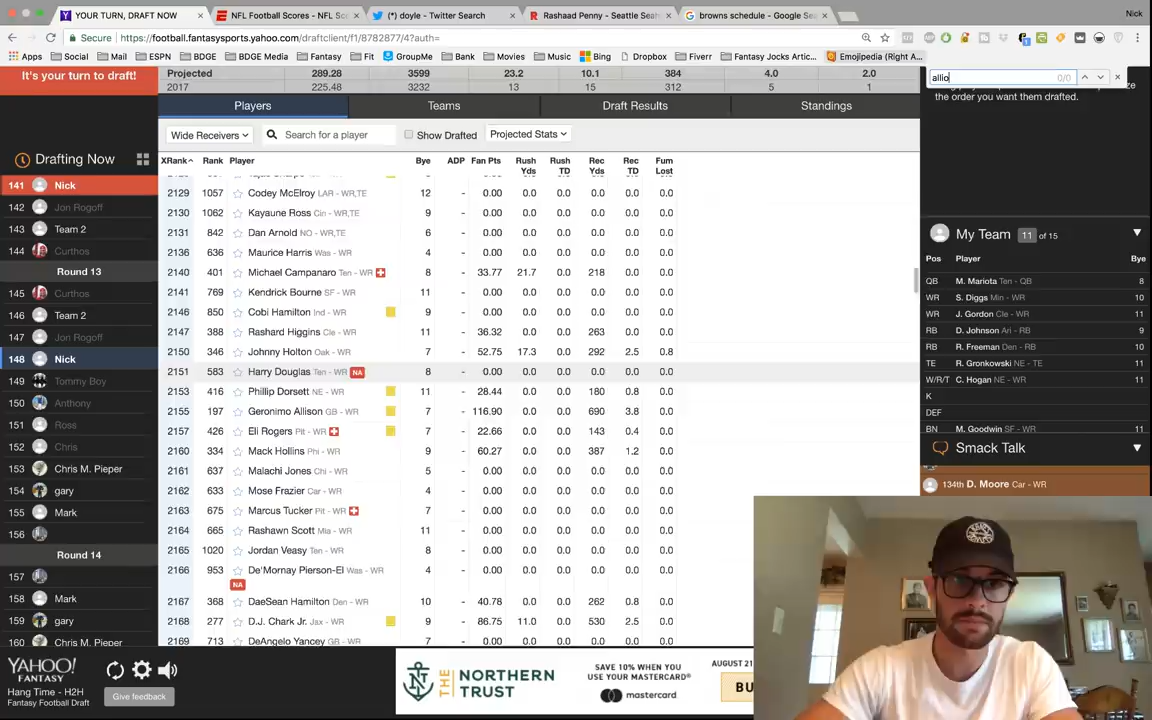 YOUR TURN, DRAFT NOW
NFL Football Scores - NFL Sc
(*) doyle - Twitter Search
Rashaad Penny - Seattle Seah
browns schedule - Google Sea
Nick
Secure https://football.fantasysports.yahoo.com/draftclient/f1/8782877/4?auth=
Apps Social Mail ESPN BDGE BDGE Media Fantasy Fit GroupMe Bank Movies Music Bing Dropbox Fiverr Fantasy Jocks Artic... Emojipedia (Right A...
It's your turn to draft!
Projected 289.28 3599 23.2 10.1 384 4.0 2.0
2017 225.48 3232 13 15 312 5 1
allio 0/0
the order you want them drafted.
Players Teams Draft Results Standings
Wide Receivers Search for a player Show Drafted Projected Stats
Drafting Now
141 Nick
142 Jon Rogoff
143 Team 2
144 Curthos
Round 13
145 Curthos
146 Team 2
147 Jon Rogoff
148 Nick
149 Tommy Boy
150 Anthony
151 Ross
152 Chris
153 Chris M. Pieper
154 gary
155 Mark
156
Round 14
157
158 Mark
159 gary
160 Chris M. Pieper
XRank Rank Player Bye ADP Fan Pts Rush Yds Rush TD Rec Yds Rec TD Fum Lost
2129 1057 Codey McElroy LAR - WR,TE 12 - 0.00 0.0 0.0 0.0 0.0 0.0
2130 1062 Kayaune Ross Cin - WR,TE 9 - 0.00 0.0 0.0 0.0 0.0 0.0
2131 842 Dan Arnold NO - WR,TE 6 - 0.00 0.0 0.0 0.0 0.0 0.0
2136 636 Maurice Harris Was - WR 4 - 0.00 0.0 0.0 0.0 0.0 0.0
2140 401 Michael Campanaro Ten - WR 8 - 33.77 21.7 0.0 218 0.0 0.0
2141 769 Kendrick Bourne SF - WR 11 - 0.00 0.0 0.0 0.0 0.0 0.0
2146 850 Cobi Hamilton Ind - WR 9 - 0.00 0.0 0.0 0.0 0.0 0.0
2147 388 Rashard Higgins Cle - WR 11 - 36.32 0.0 0.0 263 0.0 0.0
2150 346 Johnny Holton Oak - WR 7 - 52.75 17.3 0.0 292 2.5 0.8
2151 583 Harry Douglas Ten - WR NA 8 - 0.00 0.0 0.0 0.0 0.0 0.0
2153 416 Phillip Dorsett NE - WR 11 - 28.44 0.0 0.0 180 0.8 0.0
2155 197 Geronimo Allison GB - WR 7 - 116.90 0.0 0.0 690 3.8 0.0
2157 426 Eli Rogers Pit - WR 7 - 22.66 0.0 0.0 143 0.4 0.0
2160 334 Mack Hollins Phi - WR 9 - 60.27 0.0 0.0 387 1.2 0.0
2161 637 Malachi Jones Chi - WR 5 - 0.00 0.0 0.0 0.0 0.0 0.0
2162 633 Mose Frazier Car - WR 4 - 0.00 0.0 0.0 0.0 0.0 0.0
2163 675 Marcus Tucker Pit - WR 7 - 0.00 0.0 0.0 0.0 0.0 0.0
2164 665 Rashawn Scott Mia - WR 11 - 0.00 0.0 0.0 0.0 0.0 0.0
2165 1020 Jordan Veasy Ten - WR 8 - 0.00 0.0 0.0 0.0 0.0 0.0
2166 953 De'Mornay Pierson-El Was - WR 4 - 0.00 0.0 0.0 0.0 0.0 0.0
NA
2167 368 DaeSean Hamilton Den - WR 10 - 40.78 0.0 0.0 262 0.8 0.0
2168 277 D.J. Chark Jr. Jax - WR 9 - 86.75 11.0 0.0 530 2.5 0.0
2169 713 DeAngelo Yancey GB - WR 7 - 0.00 0.0 0.0 0.0 0.0 0.0
My Team 11 of 15
Pos Player Bye
QB M. Mariota Ten - QB 8
WR S. Diggs Min - WR 10
WR J. Gordon Cle - WR 11
RB D. Johnson Ari - RB 9
RB R. Freeman Den - RB 10
TE R. Gronkowski NE - TE 11
W/R/T C. Hogan NE - WR 11
K
DEF
BN M. Goodwin SF - WR 11
Smack Talk
134th D. Moore Car - WR
YAHOO!
FANTASY
Hang Time - H2H
Fantasy Football Draft
Give feedback
THE NORTHERN TRUST
SAVE 10% WHEN YOU USE YOUR MASTERCARD®
mastercard
AUGUST 21
BU